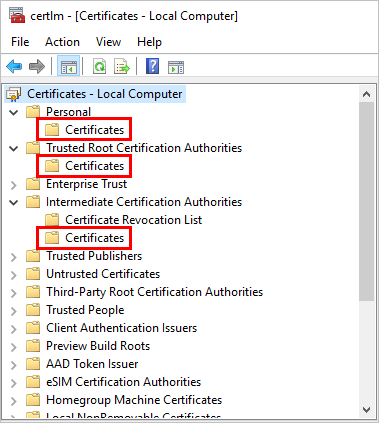 certlm - [Certificates - Local Computer]
File Action View Help
Certificates - Local Computer
Personal
Certificates
Trusted Root Certification Authorities
Certificates
Enterprise Trust
Intermediate Certification Authorities
Certificate Revocation List
Certificates
Trusted Publishers
Untrusted Certificates
Third-Party Root Certification Authorities
Trusted People
Client Authentication Issuers
Preview Build Roots
AAD Token Issuer
eSIM Certification Authorities
Homegroup Machine Certificates
Local NonRemovable Certificates